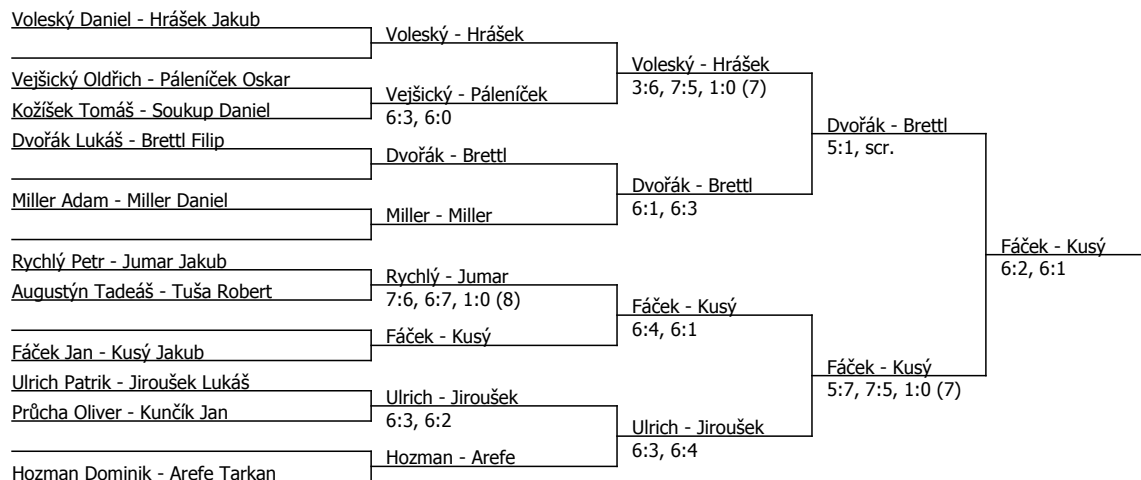 Voleský Daniel - Hrášek Jakub
Vejšický Oldřich - Páleníček Oskar
Kožíšek Tomáš - Soukup Daniel
Dvořák Lukáš - Brettl Filip
Miller Adam - Miller Daniel
Rychlý Petr - Jumar Jakub
Augustýn Tadeáš - Tuša Robert
Fáček Jan - Kusý Jakub
Ulrich Patrik - Jiroušek Lukáš
Průcha Oliver - Kunčík Jan
Hozman Dominik - Arefe Tarkan
Voleský - Hrášek
Vejšický - Páleníček
6:3, 6:0
Dvořák - Brettl
Miller - Miller
Rychlý - Jumar
7:6, 6:7, 1:0 (8)
Fáček - Kusý
Ulrich - Jiroušek
6:3, 6:2
Hozman - Arefe
Voleský - Hrášek
3:6, 7:5, 1:0 (7)
Dvořák - Brettl
6:1, 6:3
Fáček - Kusý
6:4, 6:1
Ulrich - Jiroušek
6:3, 6:4
Dvořák - Brettl
5:1, scr.
Fáček - Kusý
5:7, 7:5, 1:0 (7)
Fáček - Kusý
6:2, 6:1